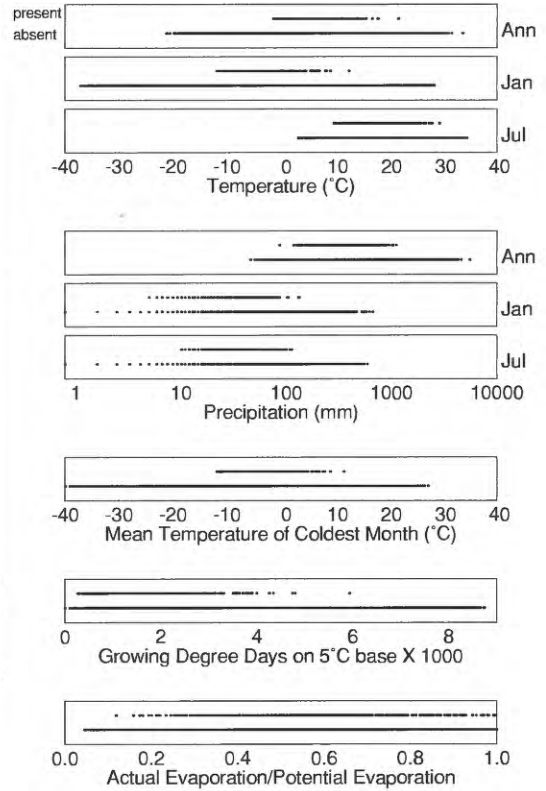 present
absent
Ann
Jan
Jul
-40 -30 -20 -10 0 10 20 30 40
Temperature (°C)
Ann
Jan
Jul
1 10 100 1000 10000
Precipitation (mm)
-40 -30 -20 -10 0 10 20 30 40
Mean Temperature of Coldest Month (°C)
0 2 4 6 8
Growing Degree Days on 5°C base X 1000
0.0 0.2 0.4 0.6 0.8 1.0
Actual Evaporation/Potential Evaporation